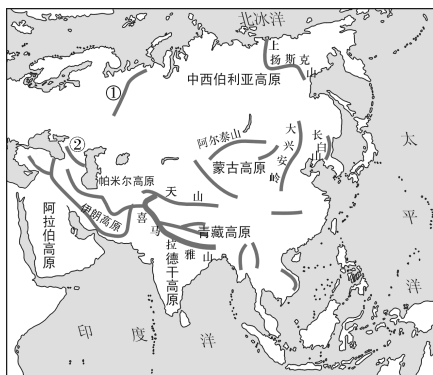 北冰洋
上扬斯克山
中西伯利亚高原
①
阿尔泰山
大兴安岭
长白山
太平洋
②
蒙古高原
帕米尔高原
天山
伊朗高原
阿拉伯高原
喜马拉雅山
青藏高原
德干高原
印度洋